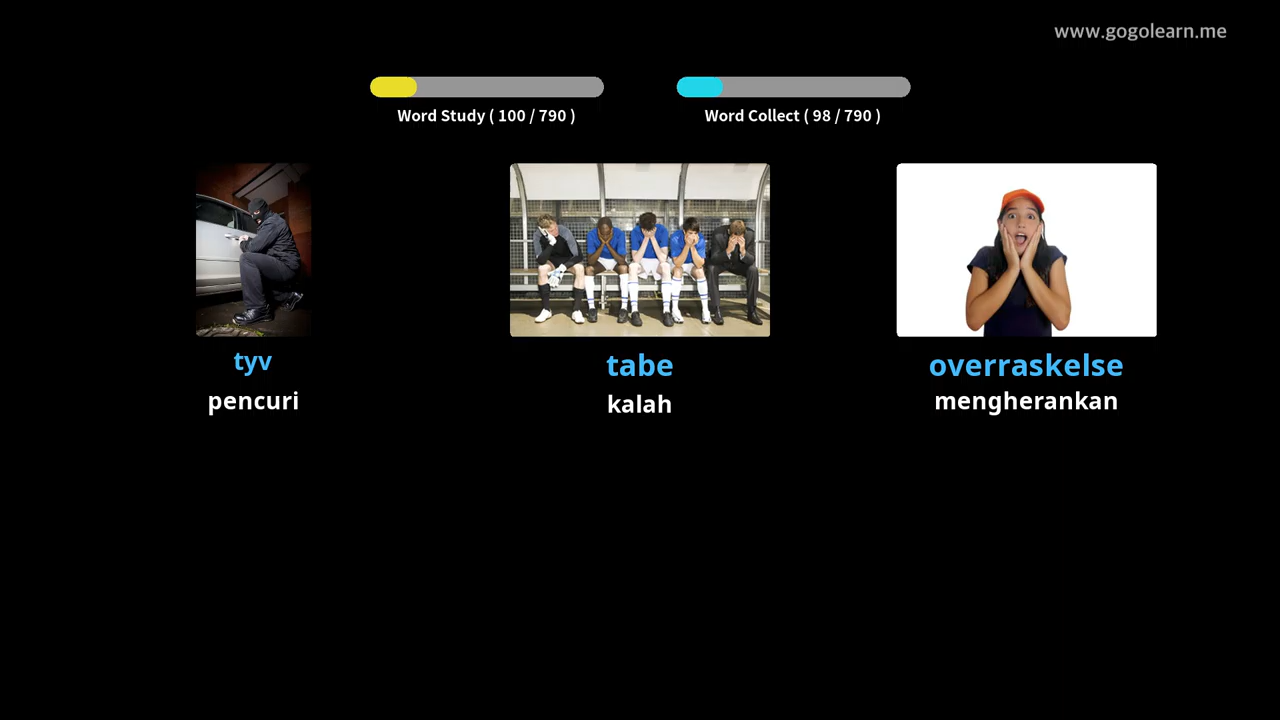 www.gogolearn.me
Word Study ( 100 / 790 )
Word Collect ( 98 / 790 )
tyv
tabe
overraskelse
pencuri
kalah
mengherankan